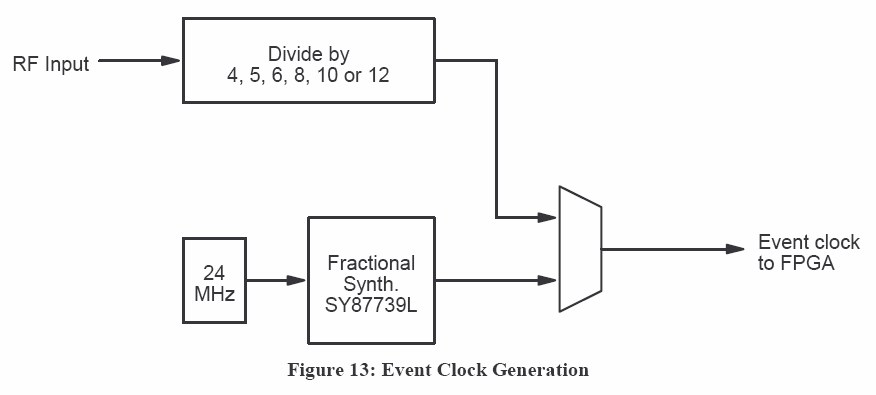 RF Input
Divide by
4, 5, 6, 8, 10 or 12
24
MHz
Fractional
Synth.
SY87739L
Event clock
to FPGA
Figure 13: Event Clock Generation